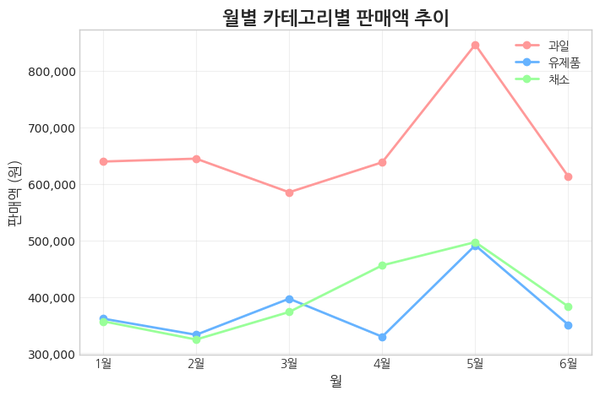 월별 카테고리별 판매액 추이
과일
유제품
채소
판매액 (원)
800,000
700,000
600,000
500,000
400,000
300,000
1월 2월 3월 4월 5월 6월
월